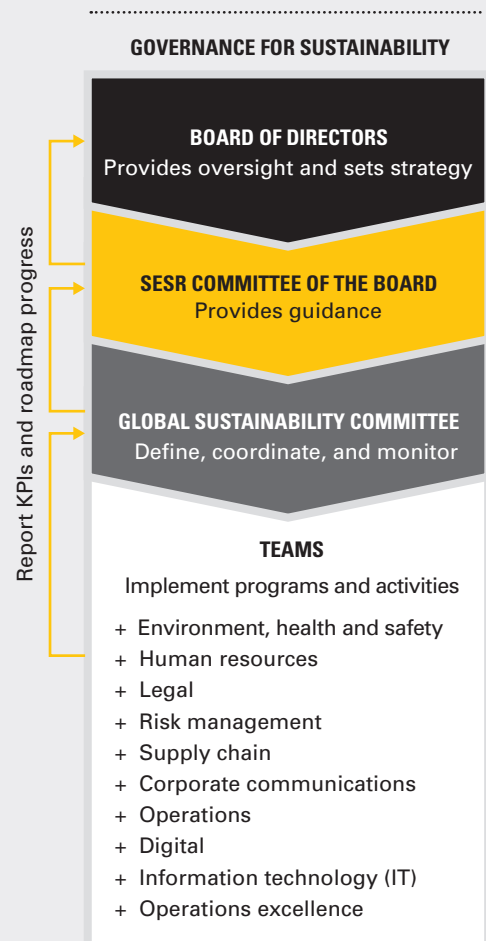 GOVERNANCE FOR SUSTAINABILITY
BOARD OF DIRECTORS
Provides oversight and sets strategy
SESR COMMITTEE OF THE BOARD
Provides guidance
GLOBAL SUSTAINABILITY COMMITTEE
Define, coordinate, and monitor
TEAMS
Implement programs and activities
+ Environment, health and safety
+ Human resources
+ Legal
+ Risk management
+ Supply chain
+ Corporate communications
+ Operations
+ Digital
+ Information technology (IT)
+ Operations excellence
Report KPIs and roadmap progress